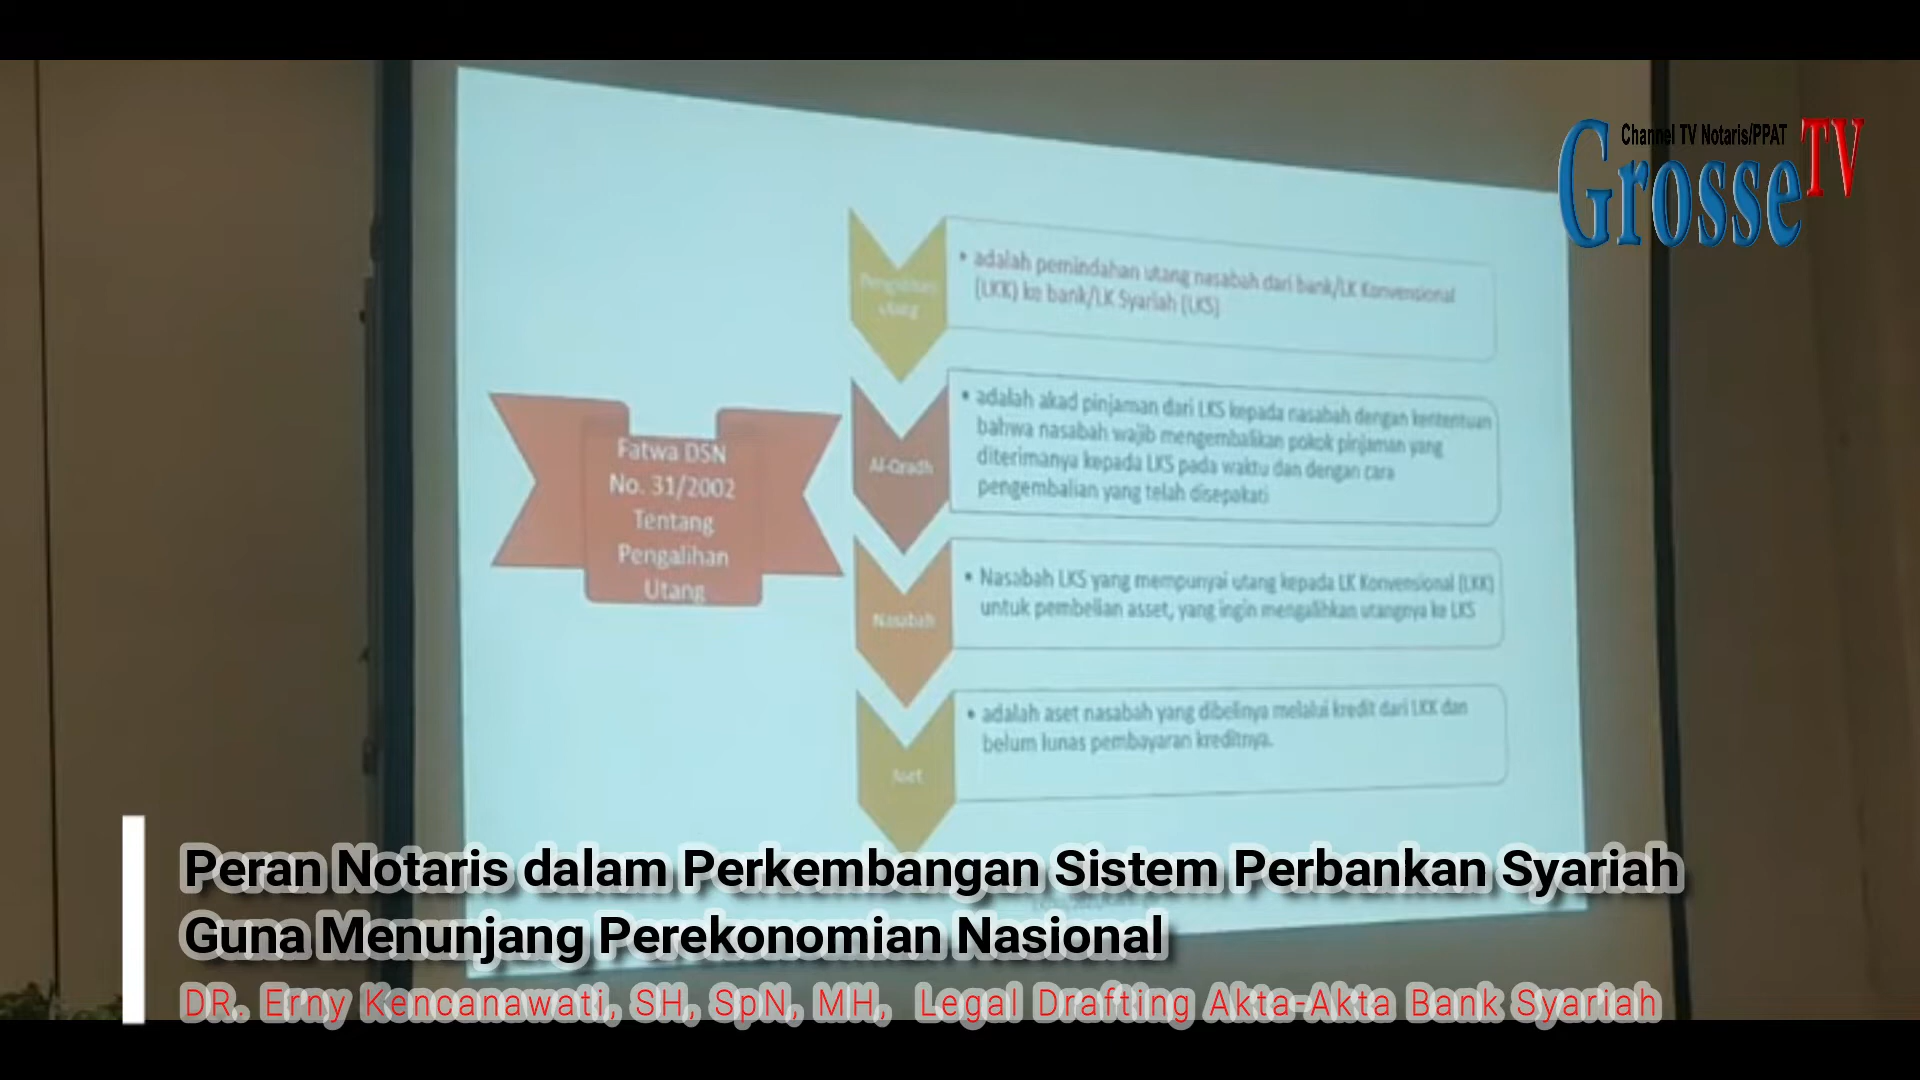 Channel TV Notaris/PPAT
GrosseTV
Pengalihan
Utang
• adalah pemindahan utang nasabah dari bank/LK Konvensional
(LKK) ke bank/LK Syariah (LKS)
Fatwa DSN
No. 31/2002
Tentang
Pengalihan
Utang
Al-Qradh
• adalah akad pinjaman dari LKS kepada nasabah dengan kententuan
bahwa nasabah wajib mengembalikan pokok pinjaman yang
diterimanya kepada LKS pada waktu dan dengan cara
pengembalian yang telah disepakati
Nasabah
• Nasabah LKS yang mempunyai utang kepada LK Konvensional (LKK)
untuk pembelian asset, yang ingin mengalihkan utangnya ke LKS
Aset
• adalah aset nasabah yang dibelinya melalui kredit dari LKK dan
belum lunas pembayaran kreditnya.
Peran Notaris dalam Perkembangan Sistem Perbankan Syariah
Guna Menunjang Perekonomian Nasional
DR. Erny Kencanawati, SH, SpN, MH, Legal Drafting Akta-Akta Bank Syariah